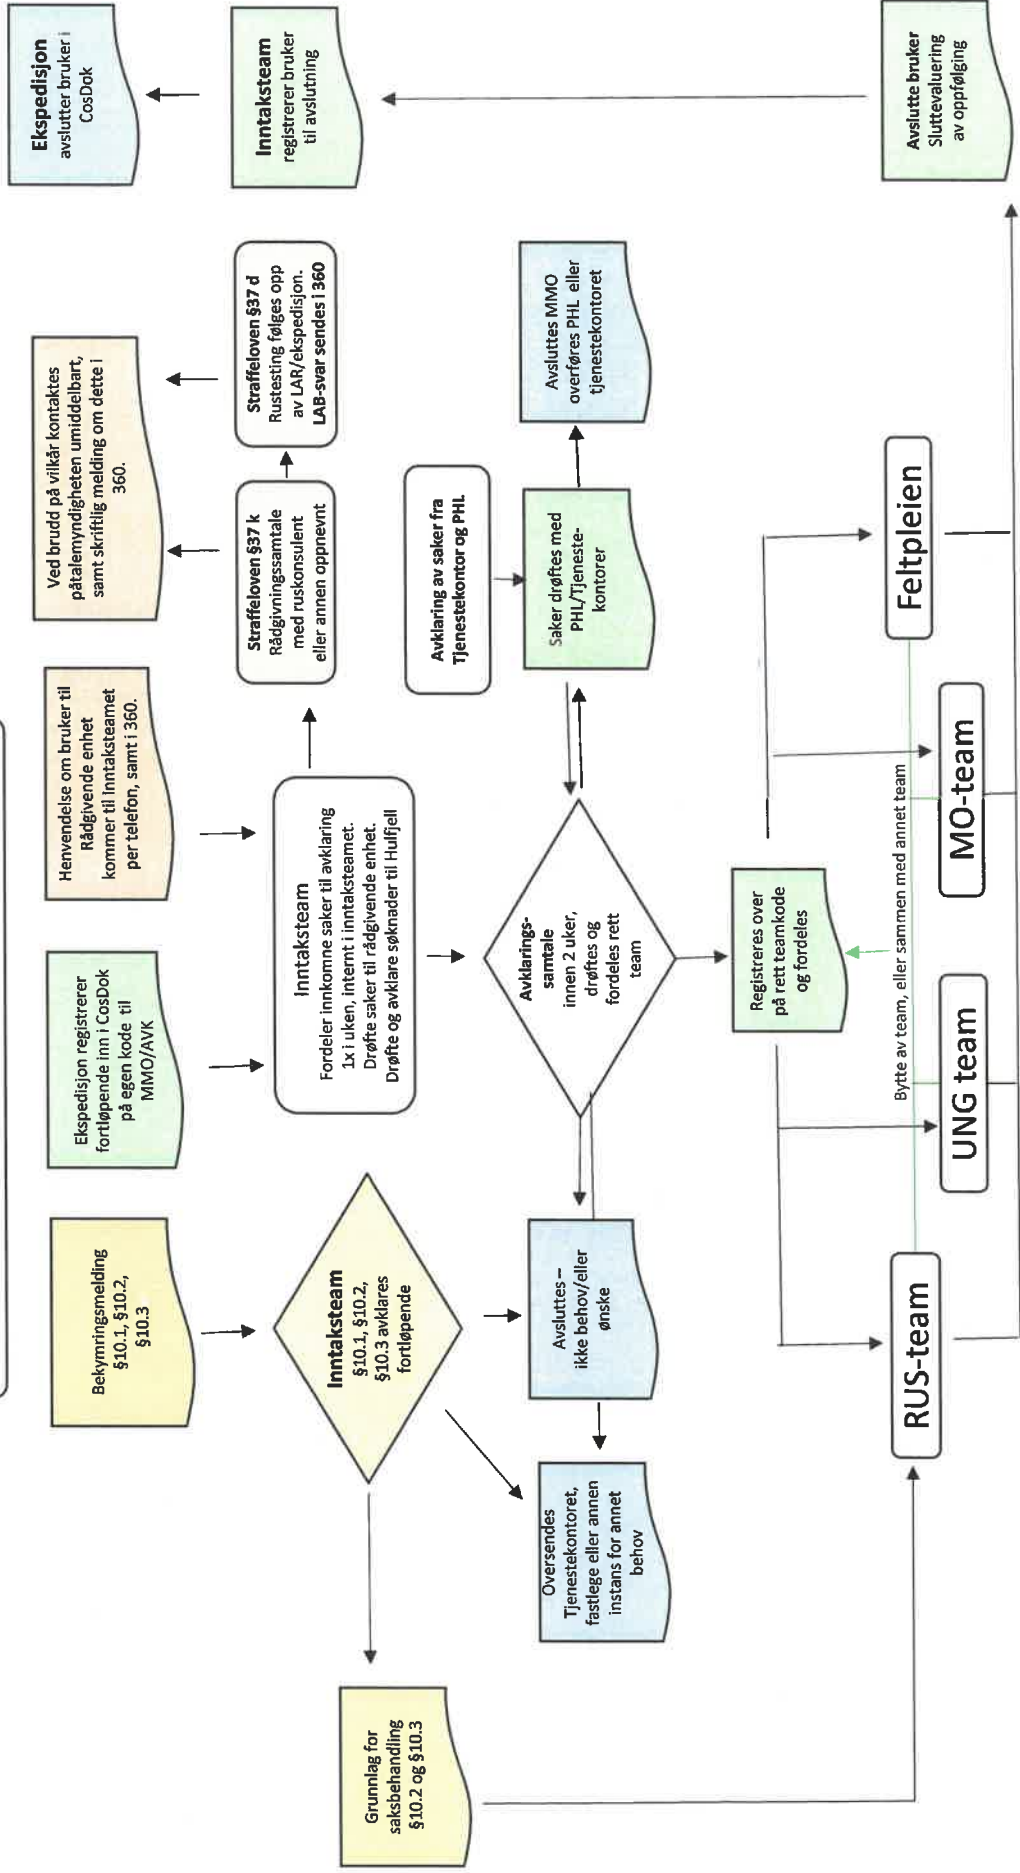 Bekymringsmelding
§10.1, §10.2,
§10.3
Ekspedisjon registrerer
fortløpende inn i CosDok
på egen kode til
MMO/AVK
Henvendelse om bruker til
Rådgivende enhet
kommer til Inntaksteamet
per telefon, samt i 360.
Ved brudd på vilkår kontaktes
påtalemyndigheten umiddelbart,
samt skriftlig melding om dette i
360.
Ekspedisjon
avslutter bruker i
CosDok
Inntaksteam
registrerer bruker
til avslutning
Straffeloven §37 k
Rådgivningssamtale
med ruskonsulent
eller annen oppnevnt
Straffeloven §37 d
Rustesting følges opp
av LAR/ekspedisjon.
LAB-svar sendes i 360
Inntaksteam
Fordeler innkomne saker til avklaring
1x i uken, internt i inntaksteamet.
Drøfte saker til rådgivende enhet.
Drøfte og avklare søknader til Hulfjell
Inntaksteam
§10.1, §10.2,
§10.3 avklares
fortløpende
Grunnlag for
saksbehandling
§10.2 og §10.3
Avklaring av saker fra
Tjenestekontor og PHL
Oversendes
Tjenestekontoret,
fastlege eller annen
instans for annet
behov
Avsluttes –
ikke behov/eller
ønske
Avklarings-
samtale
innen 2 uker,
drøftes og
fordeles rett
team
Saker drøftes med
PHL/Tjeneste-
kontorer
Avsluttes MMO
overføres PHL eller
tjenestekontoret
Registreres over
på rett teamkode
og fordeles
Bytte av team, eller sammen med annet team
RUS-team
UNG team
MO-team
Feltpleien
Avslutte bruker
Sluttevaluering
av oppfølging